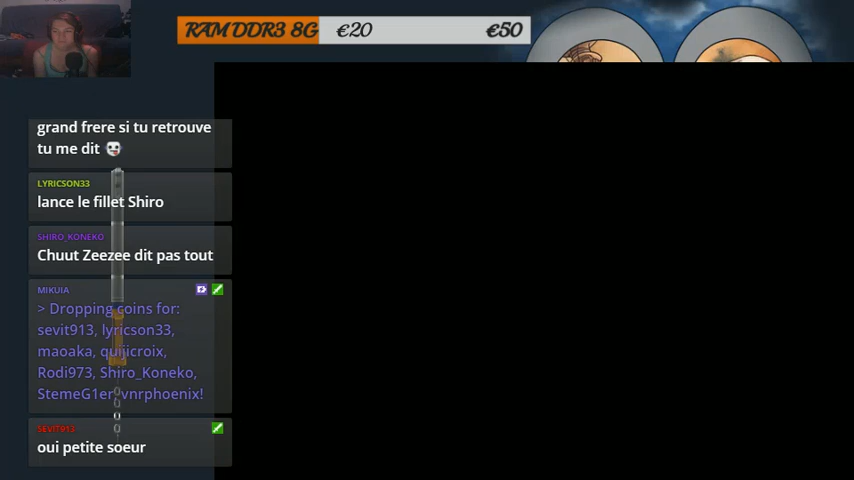 RAM DDR3 8G €20 €50
grand frere si tu retrouve
tu me dit
LYRICSON33
lance le fillet Shiro
SHIRO_KONEKO
Chuut Zeezee dit pas tout
MIKUIA
> Dropping coins for:
sevit913, lyricson33,
maoaka, quijicroix,
Rodi973, Shiro_Koneko,
StemeG1er, vnrphoenix!
SEVIT913
oui petite soeur